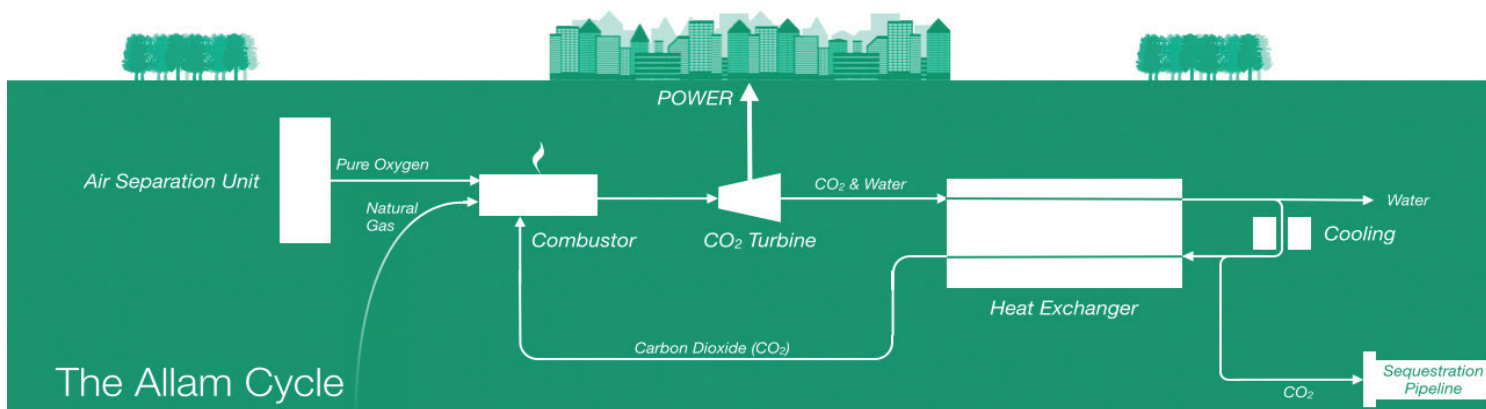 POWER
Pure Oxygen
Air Separation Unit
Natural
Gas
Combustor
CO₂ Turbine
CO₂ & Water
Water
Cooling
Heat Exchanger
Carbon Dioxide (CO₂)
The Allam Cycle
CO₂
Sequestration
Pipeline